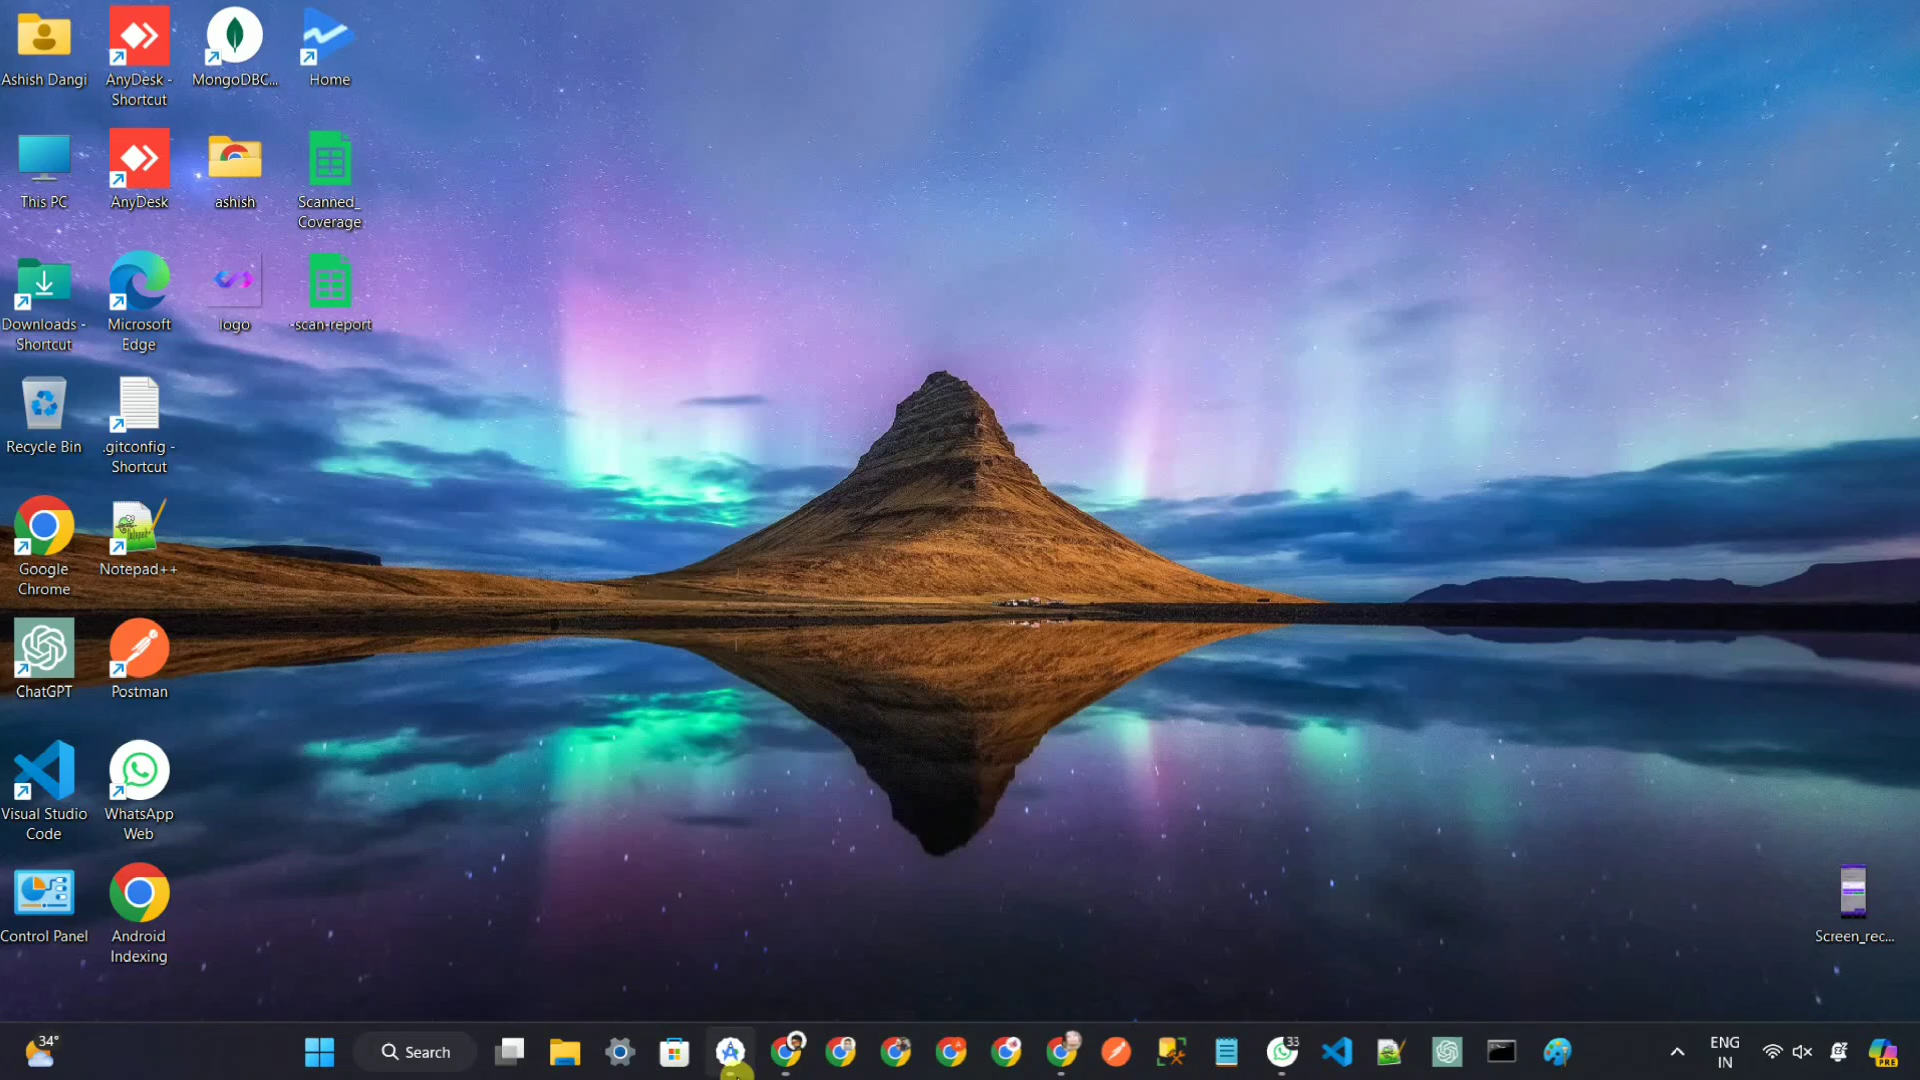 Ashish Dangi
AnyDesk -
Shortcut
MongoDBC...
Home
This PC
AnyDesk
ashish
Scanned_
Coverage
Downloads -
Shortcut
Microsoft
Edge
logo
-scan-report
Recycle Bin
.gitconfig -
Shortcut
Google
Chrome
Notepad++
ChatGPT
Postman
Visual Studio
Code
WhatsApp
Web
Control Panel
Android
Indexing
Screen_rec...
34°
Search
33
ENG
IN
PRE